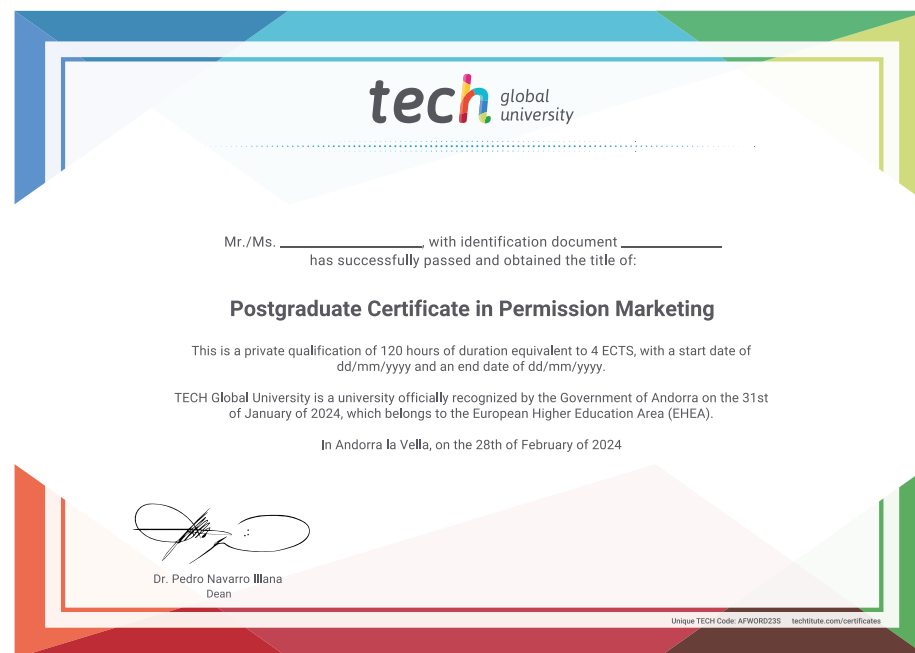 tech global university
Mr./Ms. ____________, with identification document ____________
has successfully passed and obtained the title of:
Postgraduate Certificate in Permission Marketing
This is a private qualification of 120 hours of duration equivalent to 4 ECTS, with a start date of
dd/mm/yyyy and an end date of dd/mm/yyyy.
TECH Global University is a university officially recognized by the Government of Andorra on the 31st
of January of 2024, which belongs to the European Higher Education Area (EHEA).
In Andorra la Vella, on the 28th of February of 2024
Dr. Pedro Navarro Illana
Dean
Unique TECH Code: AFWORD23S techtitute.com/certificates